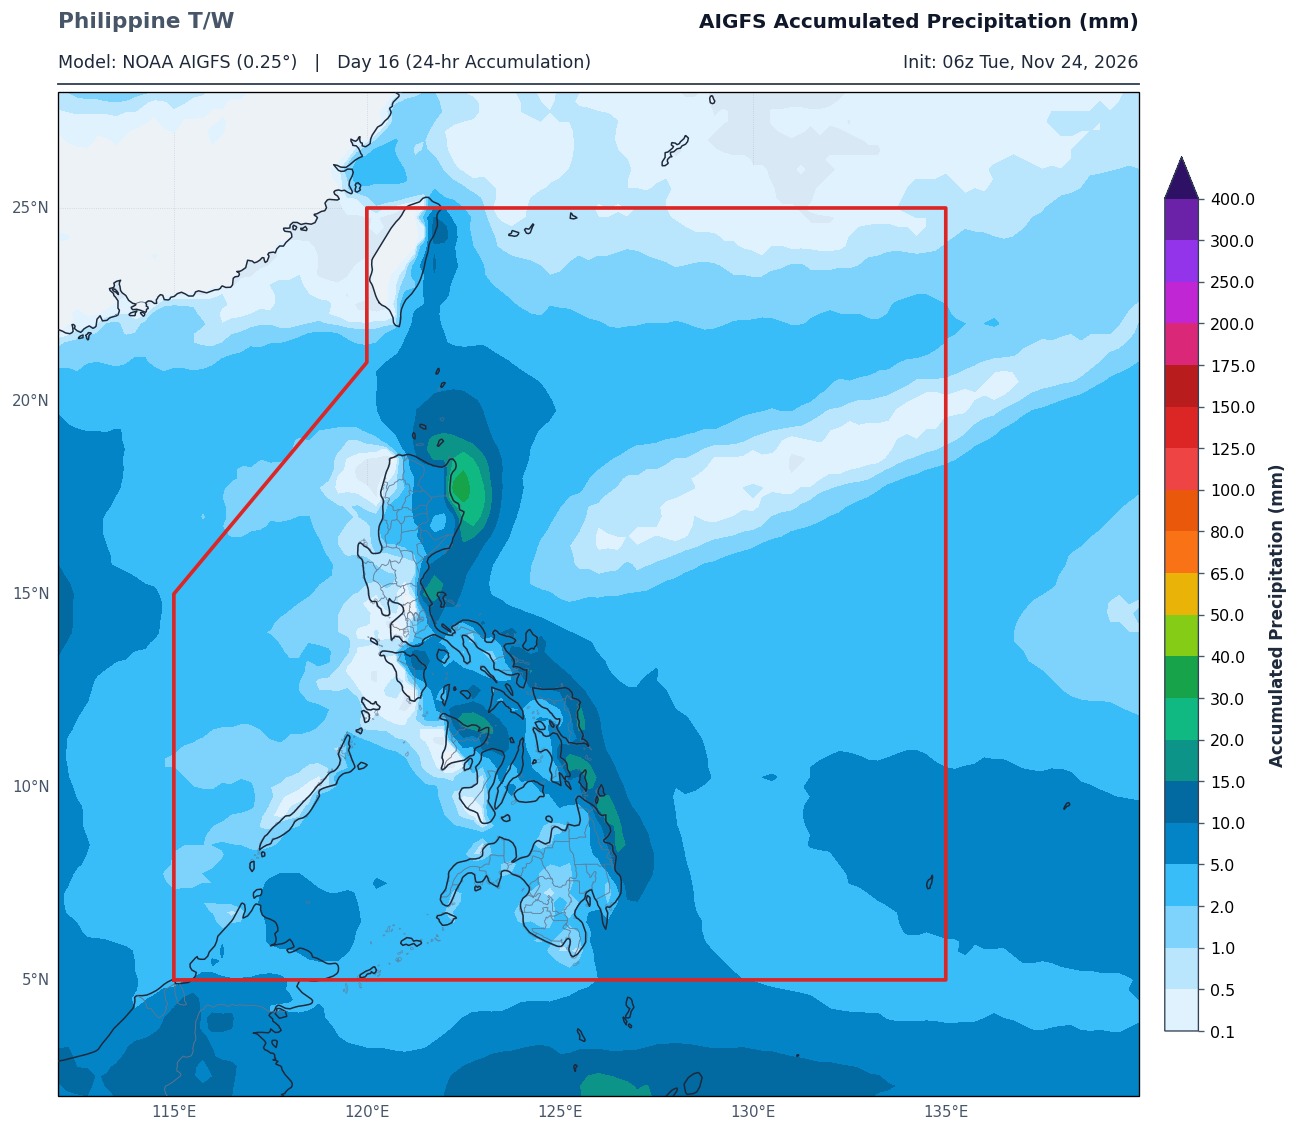 Philippine T/W
AIGFS Accumulated Precipitation (mm)
Model: NOAA AIGFS (0.25°) | Day 16 (24-hr Accumulation)
Init: 06z Tue, Nov 24, 2026
25°N
20°N
15°N
10°N
5°N
115°E
120°E
125°E
130°E
135°E
400.0
300.0
250.0
200.0
175.0
150.0
125.0
100.0
80.0
65.0
50.0
40.0
30.0
20.0
15.0
10.0
5.0
2.0
1.0
0.5
0.1
Accumulated Precipitation (mm)